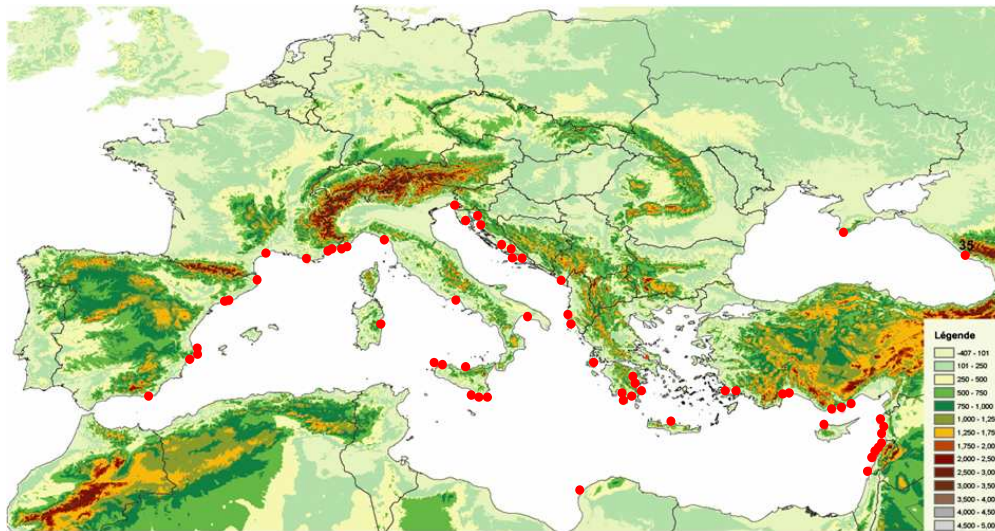 35
Légende
-407 - 101
101 - 250
250 - 500
500 - 750
750 - 1,000
1,000 - 1,25
1,250 - 1,75
1,750 - 2,00
2,000 - 2,50
2,500 - 3,00
3,000 - 3,50
3,500 - 4,00
4,000 - 4,50
4,500 - 5,00